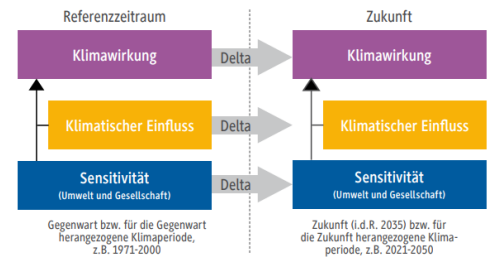 Referenzzeitraum
Zukunft
Klimawirkung
Delta
Klimawirkung
Klimatischer Einfluss
Delta
Klimatischer Einfluss
Sensitivität
(Umwelt und Gesellschaft)
Delta
Sensitivität
(Umwelt und Gesellschaft)
Gegenwart bzw. für die Gegenwart
herangezogene Klimaperiode,
z.B. 1971-2000
Zukunft (i.d.R. 2035) bzw. für
die Zukunft herangezogene Klima-
periode, z.B. 2021-2050